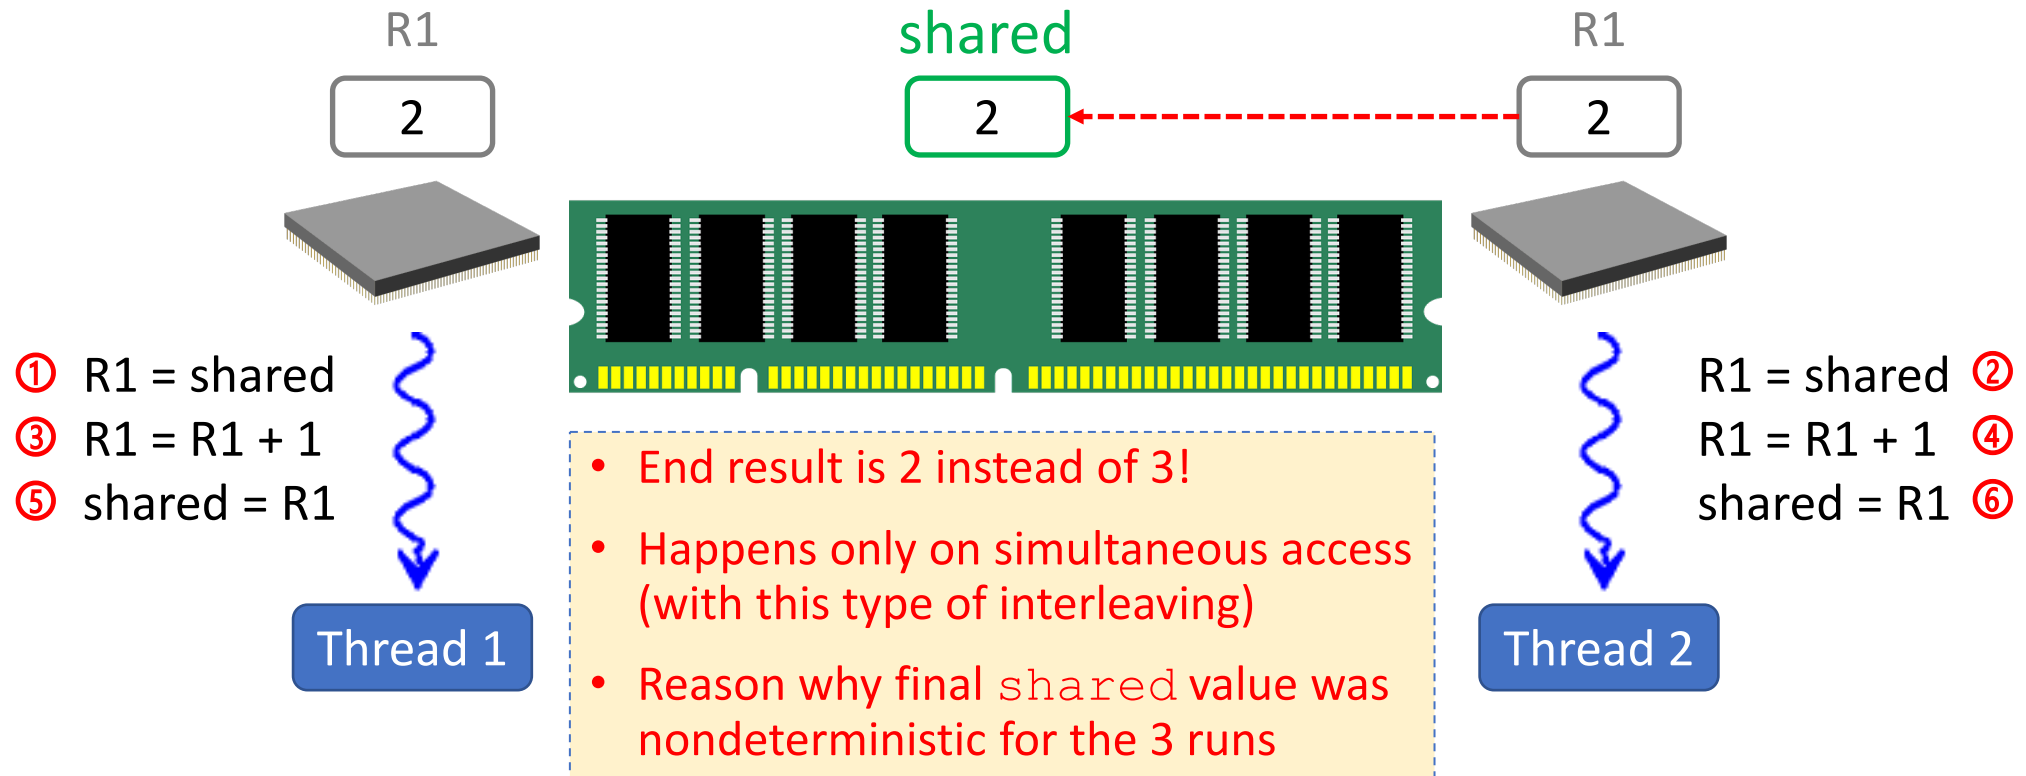 R1
shared
R1
2
2
2
① R1 = shared
③ R1 = R1 + 1
⑤ shared = R1
R1 = shared ②
R1 = R1 + 1 ④
shared = R1 ⑥
• End result is 2 instead of 3!
• Happens only on simultaneous access
(with this type of interleaving)
• Reason why final shared value was
nondeterministic for the 3 runs
Thread 1
Thread 2